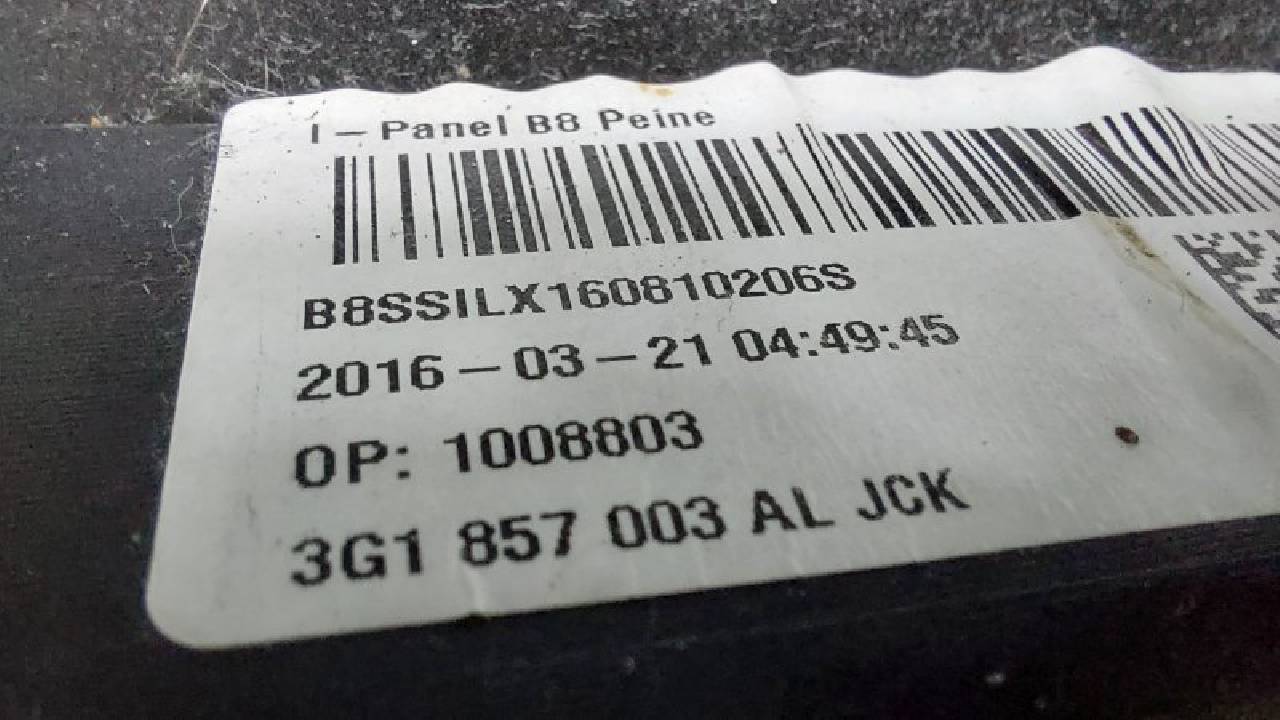 I-Panel B8 Peine
B8SSILX160810206S
2016-03-21 04:49:45
OP: 1008803
3G1 857 003 AL JCK